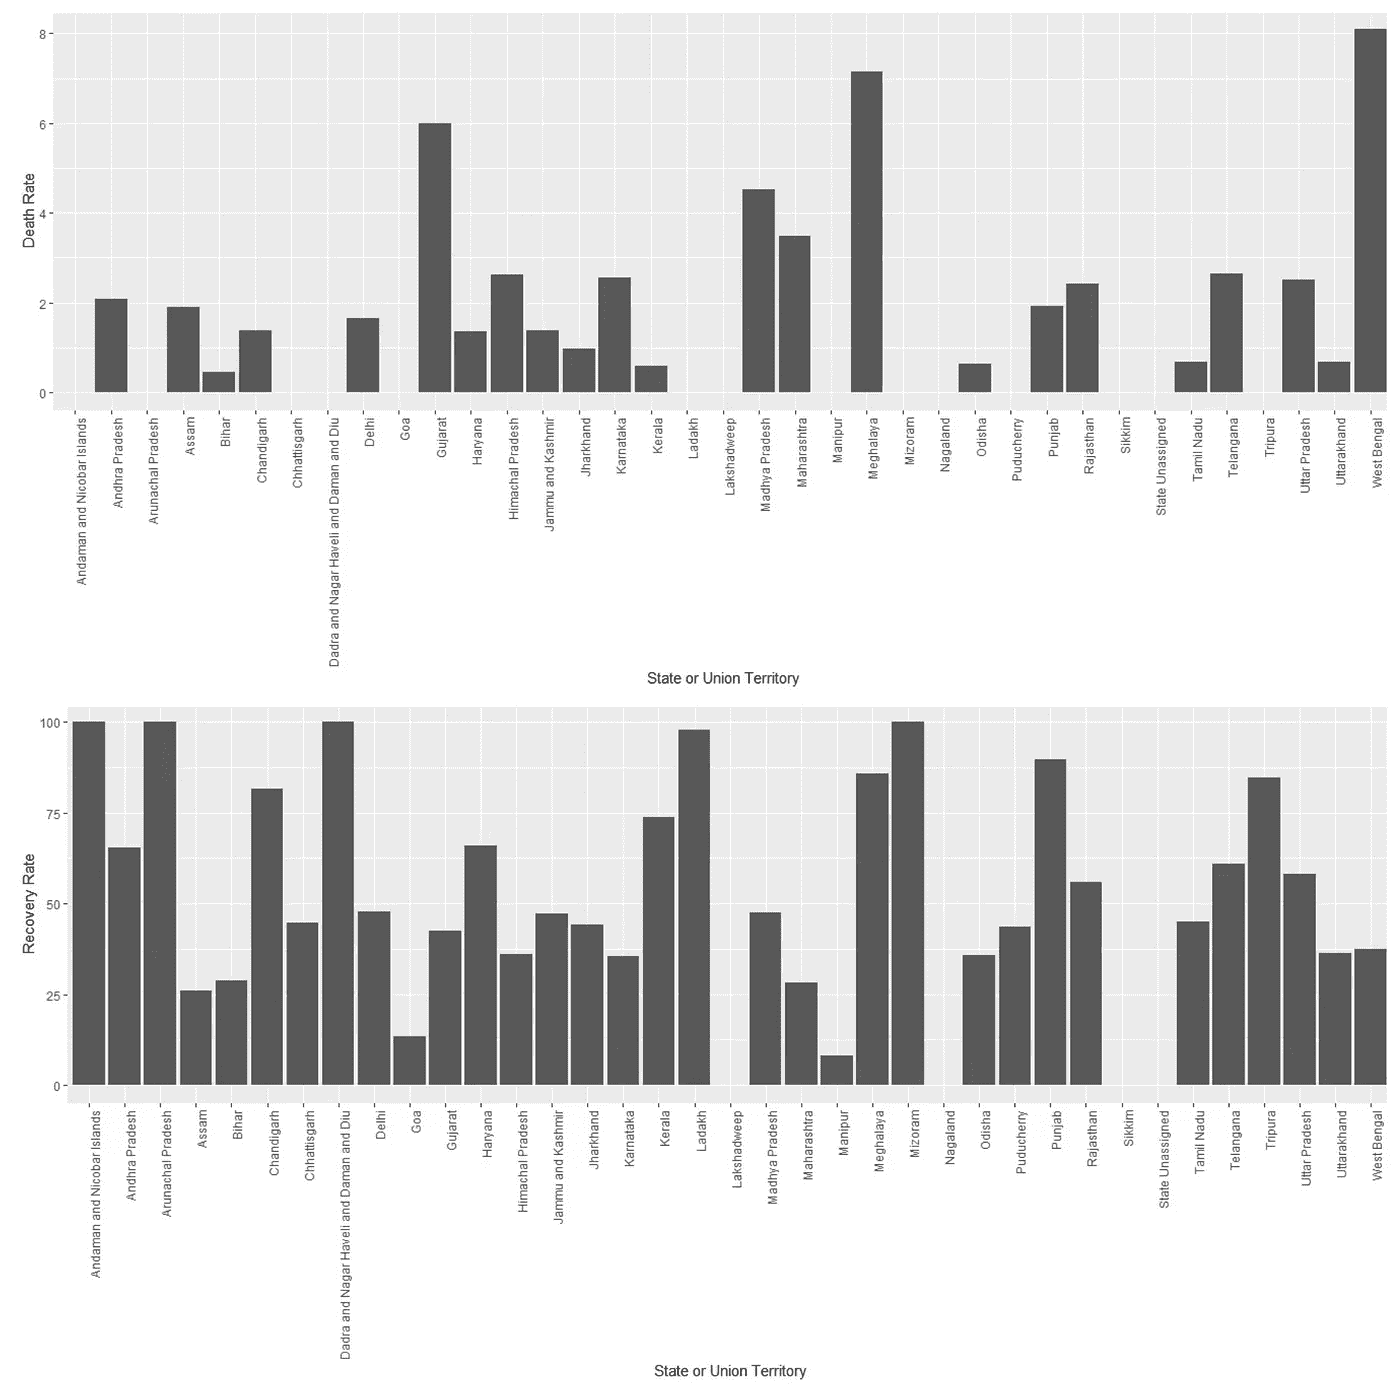 8
6
4
2
0
Death Rate
Andaman and Nicobar Islands
Andhra Pradesh
Arunachal Pradesh
Assam
Bihar
Chandigarh
Chhattisgarh
Dadra and Nagar Haveli and Daman and Diu
Delhi
Goa
Gujarat
Haryana
Himachal Pradesh
Jammu and Kashmir
Jharkhand
Karnataka
Kerala
Ladakh
Lakshadweep
Madhya Pradesh
Maharashtra
Manipur
Meghalaya
Mizoram
Nagaland
Odisha
Puducherry
Punjab
Rajasthan
Sikkim
State Unassigned
Tamil Nadu
Telangana
Tripura
Uttar Pradesh
Uttarakhand
West Bengal
State or Union Territory
100
75
50
25
0
Recovery Rate
Andaman and Nicobar Islands
Andhra Pradesh
Arunachal Pradesh
Assam
Bihar
Chandigarh
Chhattisgarh
Dadra and Nagar Haveli and Daman and Diu
Delhi
Goa
Gujarat
Haryana
Himachal Pradesh
Jammu and Kashmir
Jharkhand
Karnataka
Kerala
Ladakh
Lakshadweep
Madhya Pradesh
Maharashtra
Manipur
Meghalaya
Mizoram
Nagaland
Odisha
Puducherry
Punjab
Rajasthan
Sikkim
State Unassigned
Tamil Nadu
Telangana
Tripura
Uttar Pradesh
Uttarakhand
West Bengal
State or Union Territory